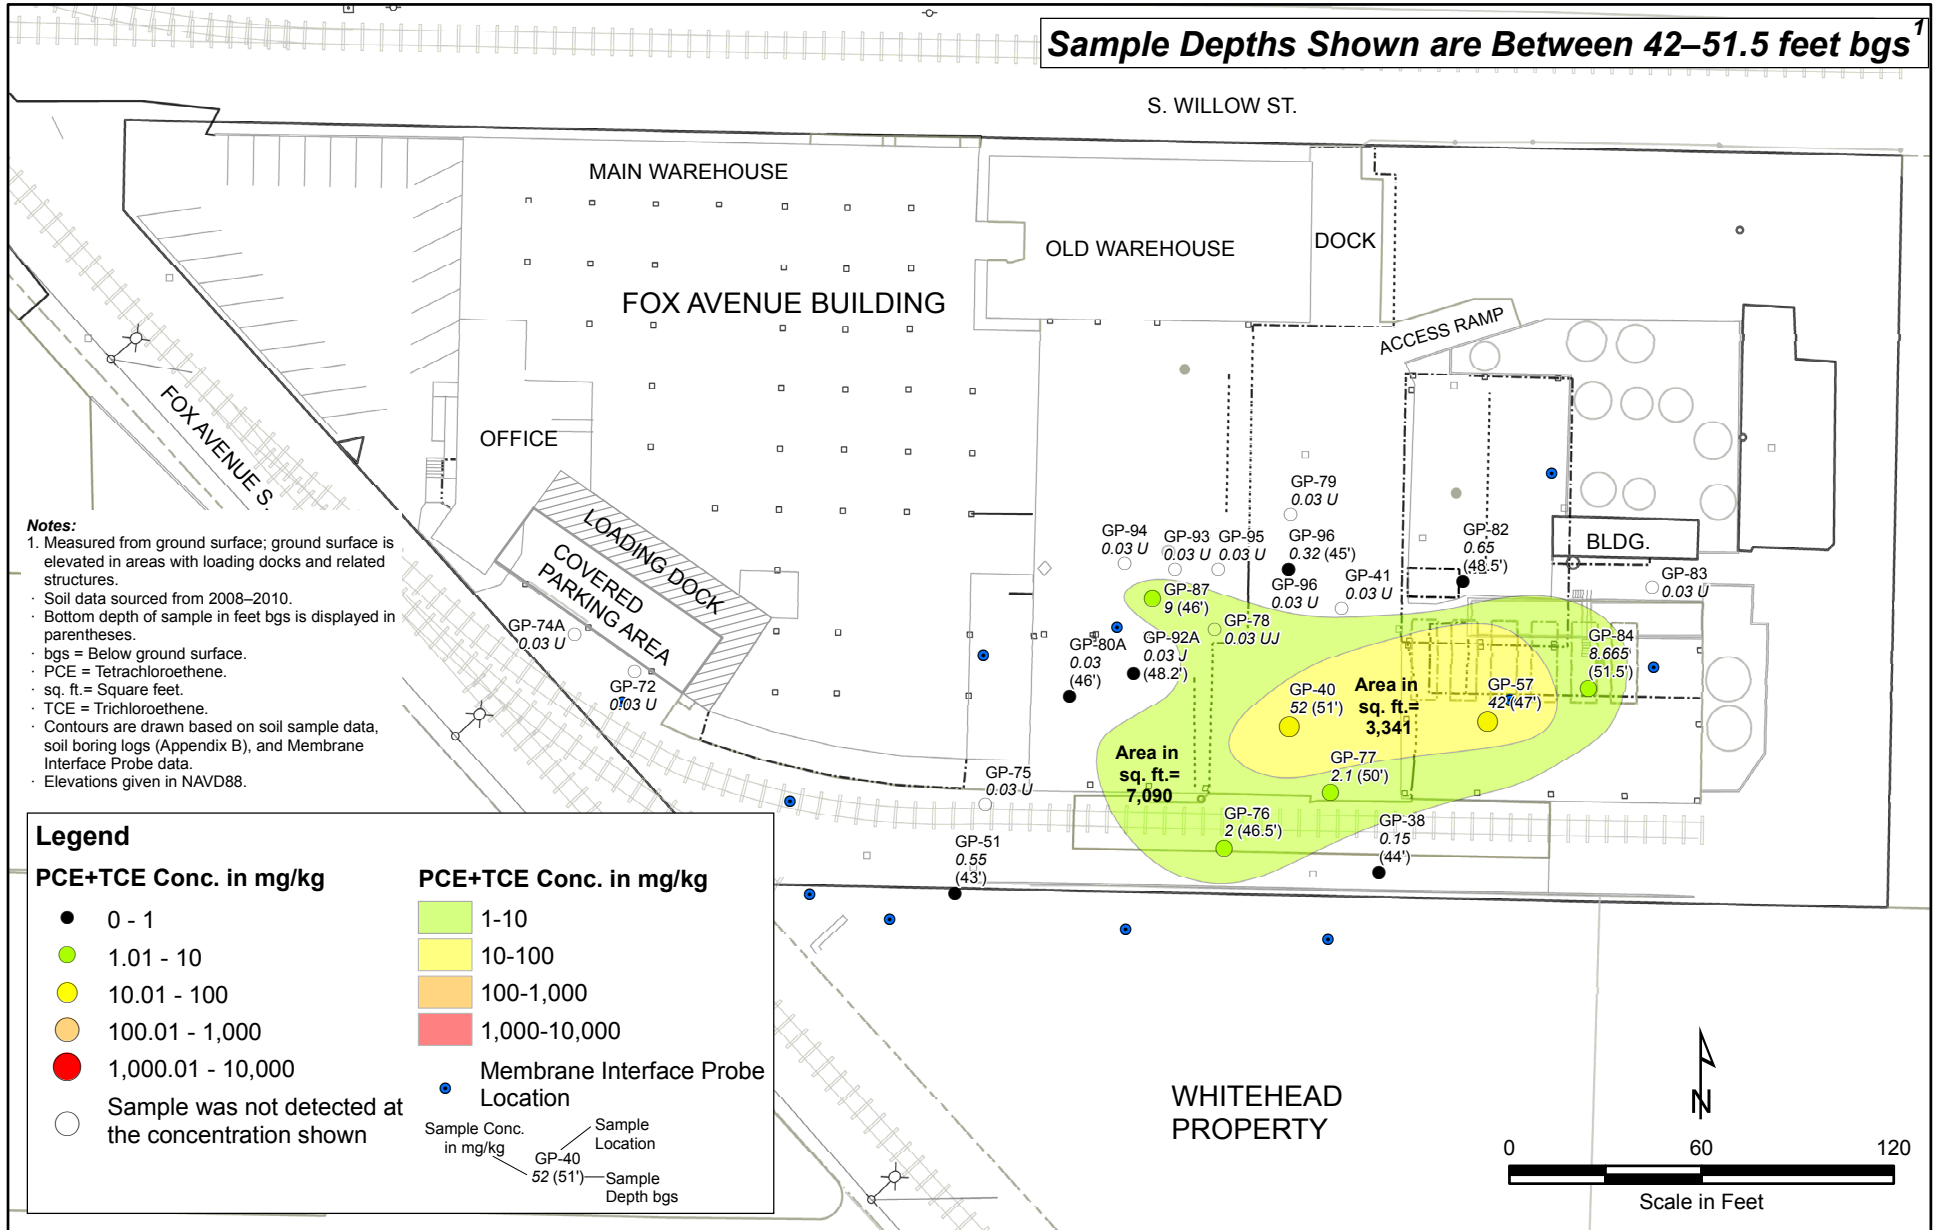 Sample Depths Shown are Between 42–51.5 feet bgs¹
S. WILLOW ST.
MAIN WAREHOUSE
OLD WAREHOUSE
DOCK
FOX AVENUE BUILDING
ACCESS RAMP
FOX AVENUE S.
OFFICE
LOADING DOCK
COVERED
PARKING AREA
BLDG.
GP-79
0.03 U
GP-94
0.03 U
GP-93
0.03 U
GP-95
0.03 U
GP-96
0.32 (45')
GP-96
0.03 U
GP-41
0.03 U
GP-82
0.65
(48.5')
GP-83
0.03 U
GP-87
9 (46')
GP-78
0.03 UJ
GP-80A
0.03
(46')
GP-92A
0.03 J
(48.2')
GP-84
8.665
(51.5')
GP-40
52 (51')
Area in
sq. ft.=
3,341
GP-57
42 (47')
GP-74A
0.03 U
GP-72
0.03 U
Area in
sq. ft.=
7,090
GP-77
2.1 (50')
GP-75
0.03 U
GP-76
2 (46.5')
GP-38
0.15
(44')
GP-51
0.55
(43')
Notes:
1. Measured from ground surface; ground surface is
elevated in areas with loading docks and related
structures.
· Soil data sourced from 2008–2010.
· Bottom depth of sample in feet bgs is displayed in
parentheses.
· bgs = Below ground surface.
· PCE = Tetrachloroethene.
· sq. ft.= Square feet.
· TCE = Trichloroethene.
· Contours are drawn based on soil sample data,
soil boring logs (Appendix B), and Membrane
Interface Probe data.
· Elevations given in NAVD88.
Legend
PCE+TCE Conc. in mg/kg
0 - 1
1.01 - 10
10.01 - 100
100.01 - 1,000
1,000.01 - 10,000
Sample was not detected at
the concentration shown
PCE+TCE Conc. in mg/kg
1-10
10-100
100-1,000
1,000-10,000
Membrane Interface Probe
Location
Sample Conc.
in mg/kg
Sample
Location
GP-40
52 (51')
Sample
Depth bgs
WHITEHEAD
PROPERTY
N
0 60 120
Scale in Feet